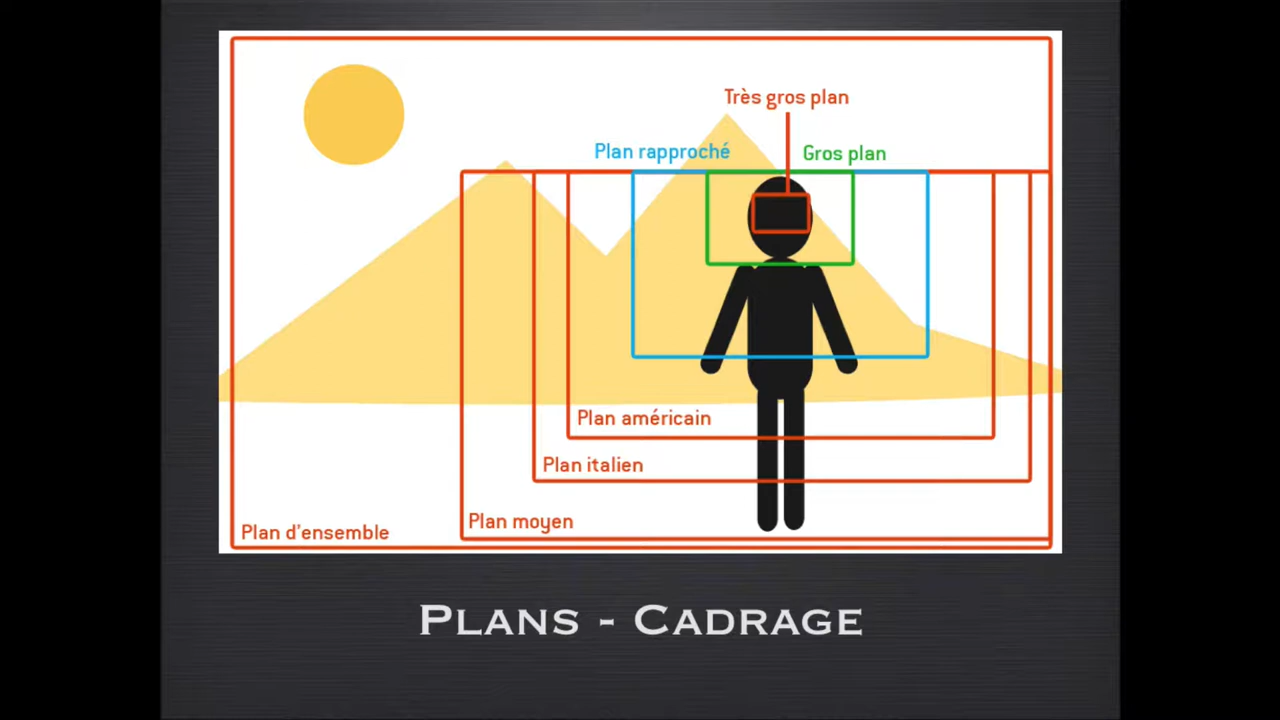 Très gros plan
Plan rapproché
Gros plan
Plan américain
Plan italien
Plan moyen
Plan d'ensemble
PLANS - CADRAGE